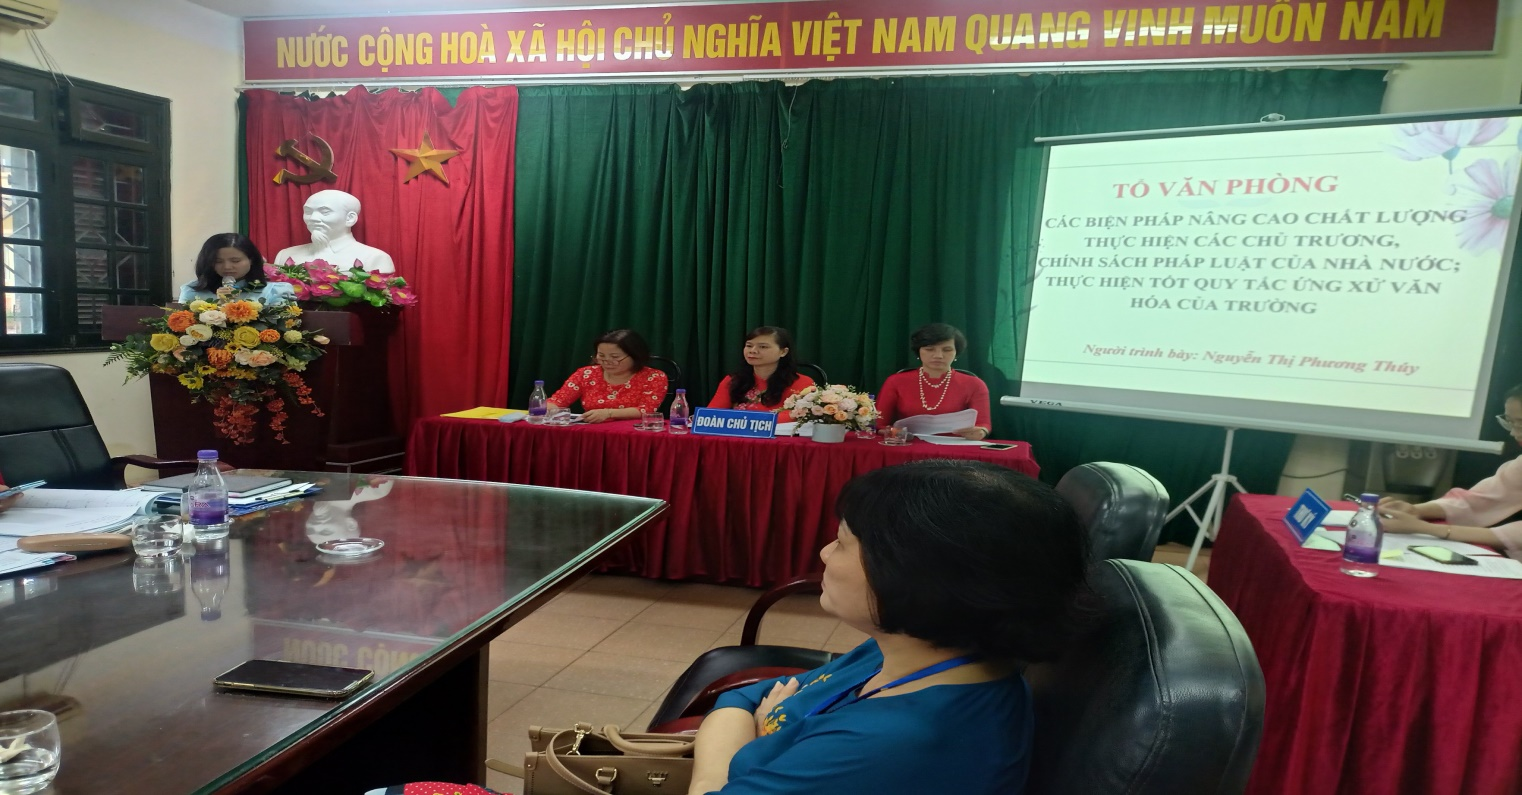 NƯỚC CỘNG HOÀ XÃ HỘI CHỦ NGHĨA VIỆT NAM QUANG VINH MUÔN NĂM
TỔ VĂN PHÒNG
CÁC BIỆN PHÁP NÂNG CAO CHẤT LƯỢNG
THỰC HIỆN CÁC CHỦ TRƯƠNG,
CHÍNH SÁCH PHÁP LUẬT CỦA NHÀ NƯỚC;
THỰC HIỆN TỐT QUY TẮC ỨNG XỬ VĂN
HÓA CỦA TRƯỜNG
Người trình bày: Nguyễn Thị Phương Thúy
VEGA
ĐOÀN CHỦ TỊCH